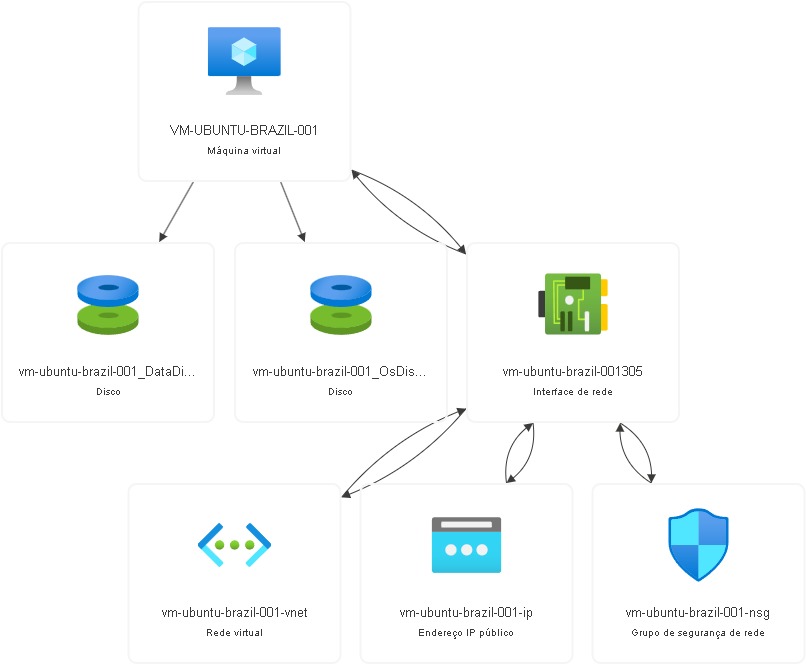 VM-UBUNTU-BRAZIL-001
Máquina virtual
vm-ubuntu-brazil-001_DataDi...
Disco
vm-ubuntu-brazil-001_OsDis...
Disco
vm-ubuntu-brazil-001305
Interface de rede
vm-ubuntu-brazil-001-vnet
Rede virtual
vm-ubuntu-brazil-001-ip
Endereço IP público
vm-ubuntu-brazil-001-nsg
Grupo de segurança de rede